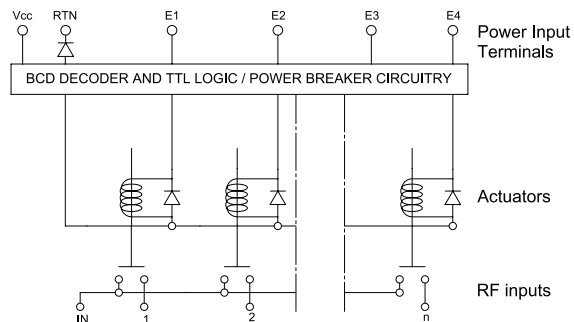 Vcc RTN E1 E2 E3 E4
Power Input
Terminals
BCD DECODER AND TTL LOGIC / POWER BREAKER CIRCUITRY
Actuators
RF inputs
IN 1 2 n